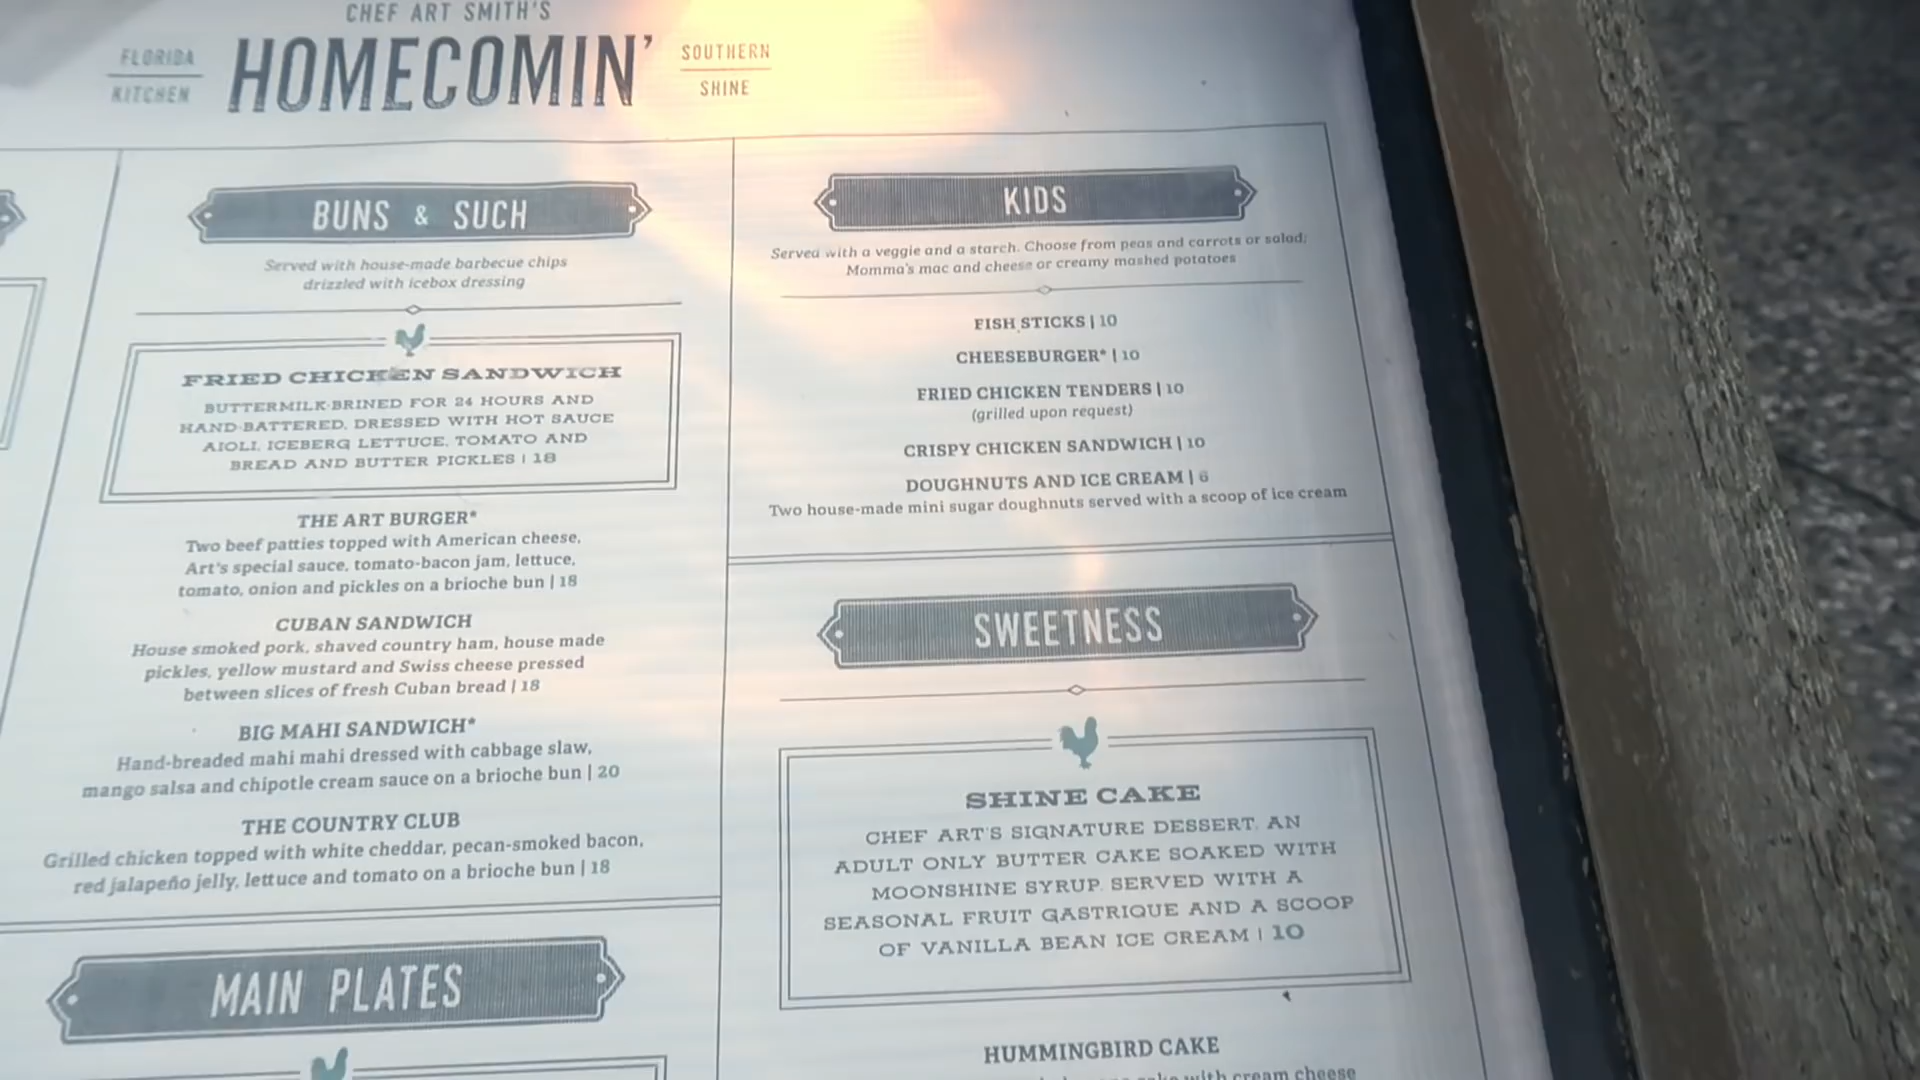 CHEF ART SMITH'S
FLORIDA
KITCHEN
HOMECOMIN'
SOUTHERN
SHINE
BUNS & SUCH
Served with house-made barbecue chips
drizzled with icebox dressing
FRIED CHICKEN SANDWICH
BUTTERMILK-BRINED FOR 24 HOURS AND
HAND-BATTERED, DRESSED WITH HOT SAUCE
AIOLI, ICEBERG LETTUCE, TOMATO AND
BREAD AND BUTTER PICKLES | 18
THE ART BURGER*
Two beef patties topped with American cheese,
Art's special sauce, tomato-bacon jam, lettuce,
tomato, onion and pickles on a brioche bun | 18
CUBAN SANDWICH
House smoked pork, shaved country ham, house made
pickles, yellow mustard and Swiss cheese pressed
between slices of fresh Cuban bread | 18
BIG MAHI SANDWICH*
Hand-breaded mahi mahi dressed with cabbage slaw,
mango salsa and chipotle cream sauce on a brioche bun | 20
THE COUNTRY CLUB
Grilled chicken topped with white cheddar, pecan-smoked bacon,
red jalapeño jelly, lettuce and tomato on a brioche bun | 18
MAIN PLATES
KIDS
Served with a veggie and a starch. Choose from peas and carrots or salad;
Momma's mac and cheese or creamy mashed potatoes
FISH STICKS | 10
CHEESEBURGER* | 10
FRIED CHICKEN TENDERS | 10
(grilled upon request)
CRISPY CHICKEN SANDWICH | 10
DOUGHNUTS AND ICE CREAM | 6
Two house-made mini sugar doughnuts served with a scoop of ice cream
SWEETNESS
SHINE CAKE
CHEF ART'S SIGNATURE DESSERT, AN
ADULT ONLY BUTTER CAKE SOAKED WITH
MOONSHINE SYRUP, SERVED WITH A
SEASONAL FRUIT GASTRIQUE AND A SCOOP
OF VANILLA BEAN ICE CREAM | 10
HUMMINGBIRD CAKE
cake with cream cheese